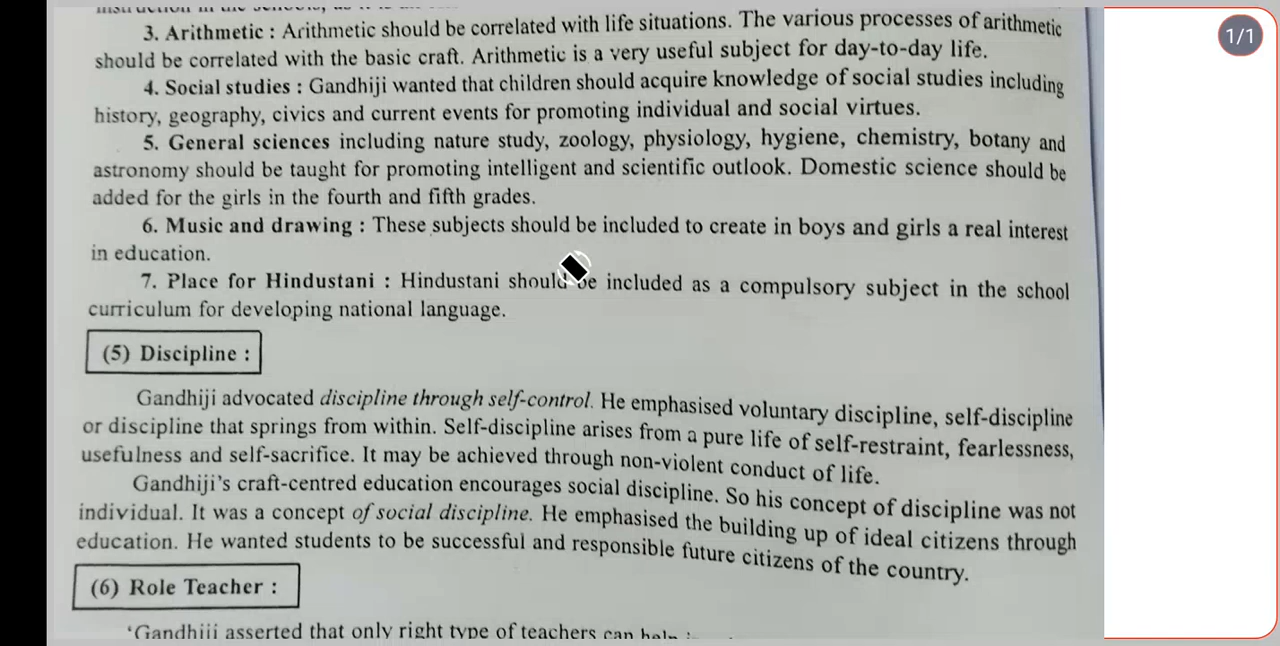 3. Arithmetic : Arithmetic should be correlated with life situations. The various processes of arithmetic
should be correlated with the basic craft. Arithmetic is a very useful subject for day-to-day life.
4. Social studies : Gandhiji wanted that children should acquire knowledge of social studies including
history, geography, civics and current events for promoting individual and social virtues.
5. General sciences including nature study, zoology, physiology, hygiene, chemistry, botany and
astronomy should be taught for promoting intelligent and scientific outlook. Domestic science should be
added for the girls in the fourth and fifth grades.
6. Music and drawing : These subjects should be included to create in boys and girls a real interest
in education.
7. Place for Hindustani : Hindustani should be included as a compulsory subject in the school
curriculum for developing national language.
(5) Discipline :
Gandhiji advocated discipline through self-control. He emphasised voluntary discipline, self-discipline
or discipline that springs from within. Self-discipline arises from a pure life of self-restraint, fearlessness,
usefulness and self-sacrifice. It may be achieved through non-violent conduct of life.
Gandhiji's craft-centred education encourages social discipline. So his concept of discipline was not
individual. It was a concept of social discipline. He emphasised the building up of ideal citizens through
education. He wanted students to be successful and responsible future citizens of the country.
(6) Role Teacher :
'Gandhiji asserted that only right type of teachers can help
1/1